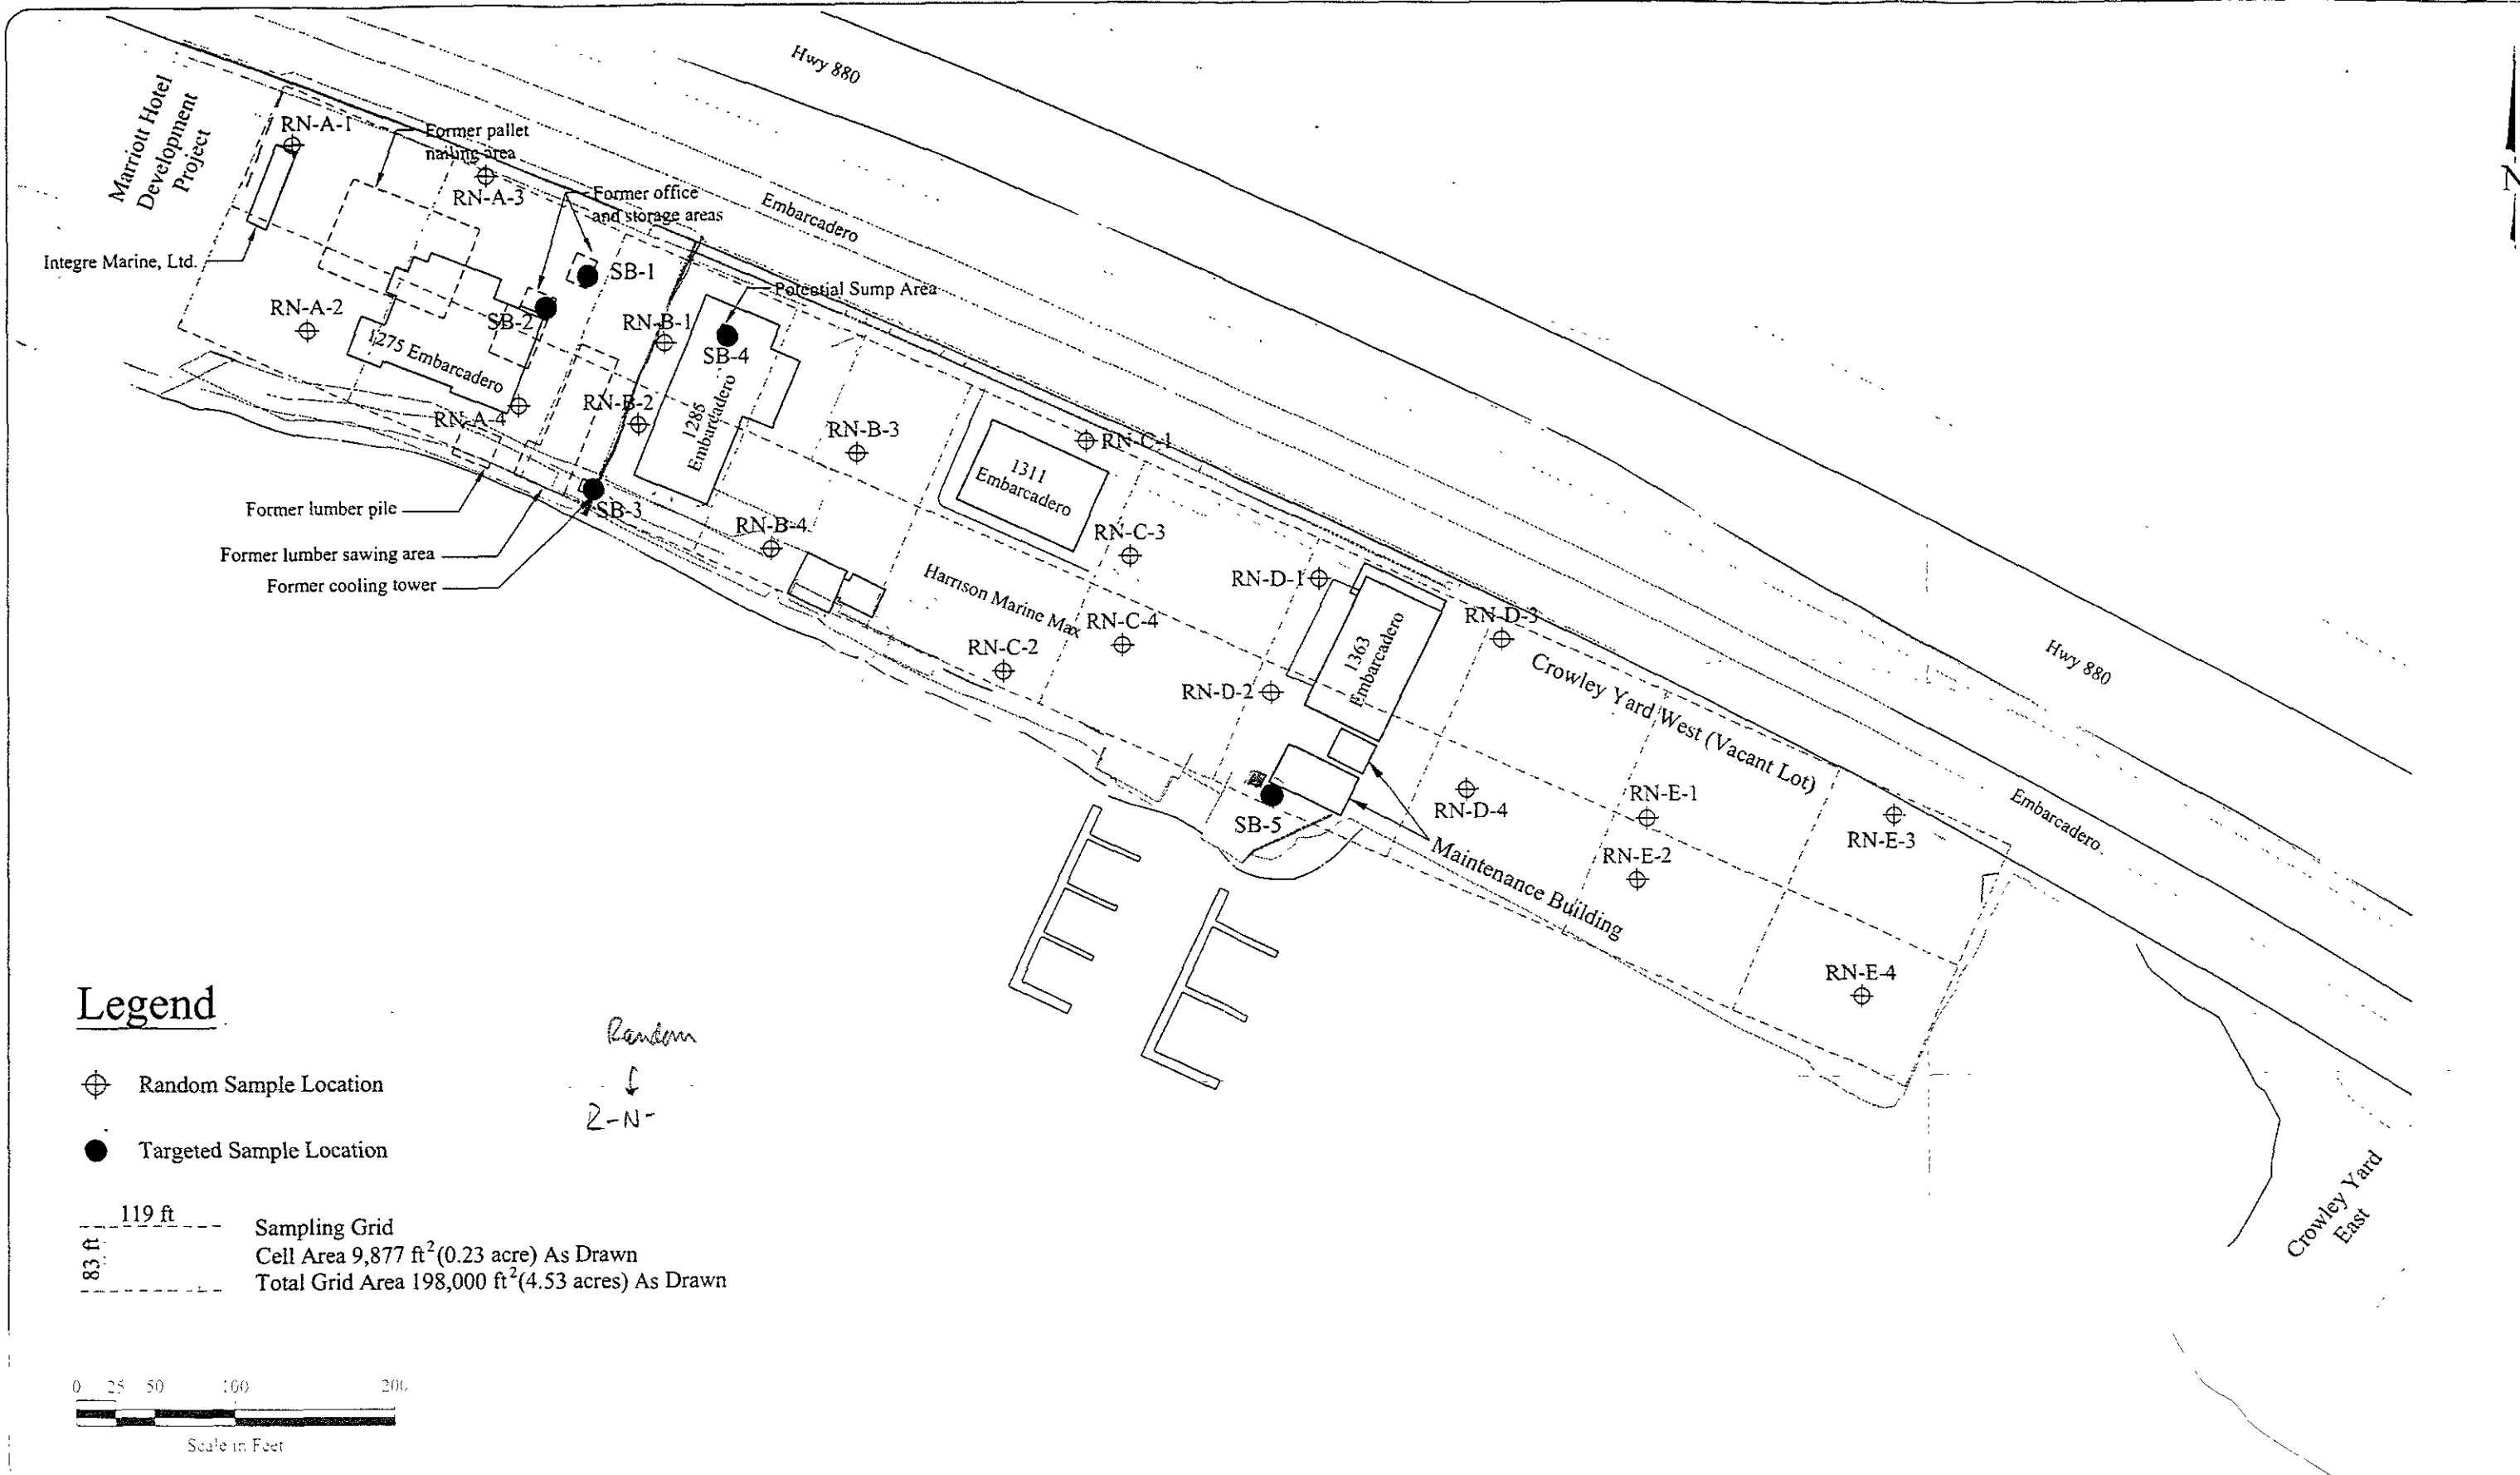 Hwy 880
N
Marriott Hotel
Development
Project
RN-A-1
Former pallet
nailing area
RN-A-3
Former office
and storage areas
Embarcadero
Integre Marine, Ltd.
SB-1
Potential Sump Area
RN-A-2
SB-2
RN-B-1
SB-4
1275 Embarcadero
RN-A-4
RN-B-2
1285
Embarcadero
RN-B-3
RN-C-1
1311
Embarcadero
Former lumber pile
SB-3
RN-B-4
RN-C-3
Former lumber sawing area
Former cooling tower
Harrison Marine Max
RN-C-4
RN-C-2
RN-D-1
RN-D-3
1363
Embarcadero
RN-D-2
Crowley Yard West (Vacant Lot)
Hwy 880
SB-5
RN-D-4
RN-E-1
RN-E-2
RN-E-3
Embarcadero
Maintenance Building
RN-E-4
Crowley Yard
East
Legend
Random Sample Location
Targeted Sample Location
Random
R-N-
119 ft
83 ft
Sampling Grid
Cell Area 9,877 ft²(0.23 acre) As Drawn
Total Grid Area 198,000 ft²(4.53 acres) As Drawn
0 25 50 100 200
Scale in Feet